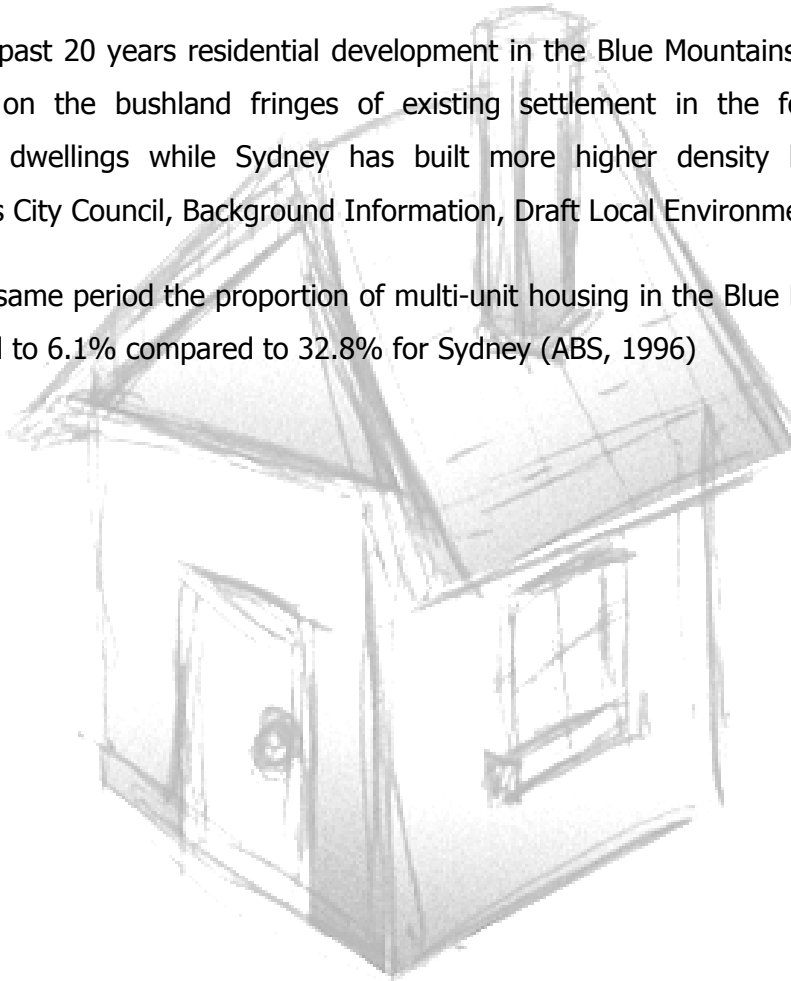 past 20 years residential development in the Blue Mountains
on the bushland fringes of existing settlement in the
dwellings while Sydney has built more higher density
s City Council, Background Information, Draft Local
same period the proportion of multi-unit housing in the Blue
to 6.1% compared to 32.8% for Sydney (ABS, 1996)